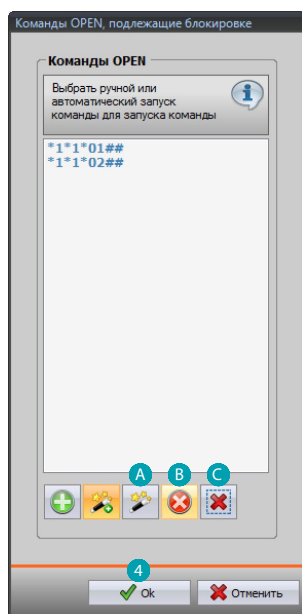 Команды OPEN, подлежащие блокировке
Команды OPEN
Выбрать ручной или
автоматический запуск
команды для запуска команды
*1*1*01##
*1*1*02##
A B C
4
Ok Отменить